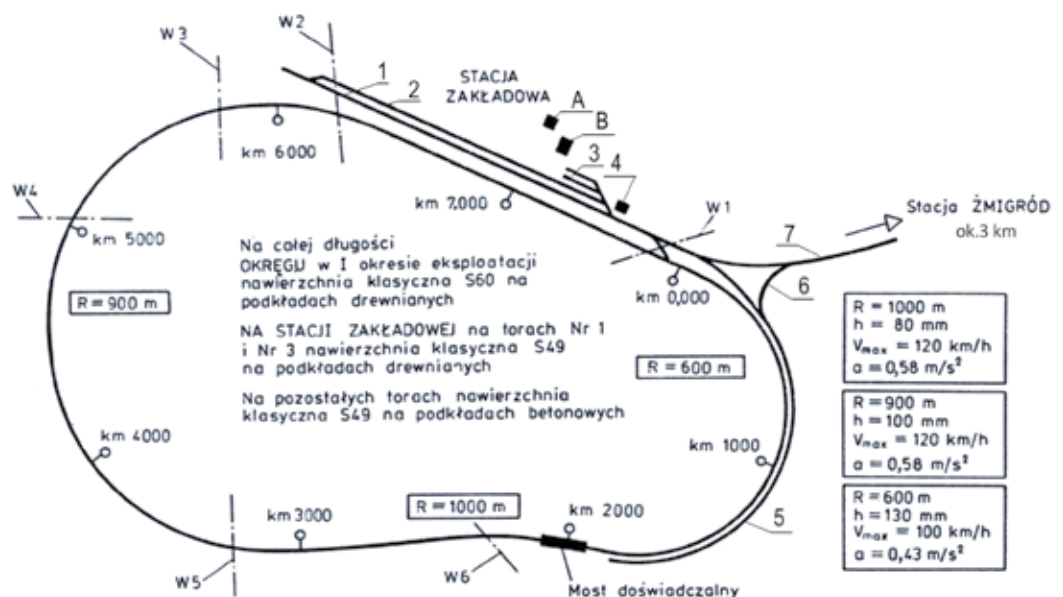 W3
W2
1
2
STACJA
ZAKŁADOWA
A
B
3
4
km 6000
W4
km 5000
km 7,000
W1
Stacja ŻMIGRÓD
ok.3 km
7
6
km 0,000
Na całej długości
OKRĘGU w I okresie eksploatacji
nawierzchnia klasyczna S60 na
podkładach drewnianych
R = 900 m
NA STACJI ZAKŁADOWEJ na torach Nr 1
i Nr 3 nawierzchnia klasyczna S49
na podkładach drewnianych
R = 600 m
Na pozostałych torach nawierzchnia
klasyczna S49 na podkładach betonowych
R = 1000 m
h = 80 mm
Vmax = 120 km/h
a = 0,58 m/s²
R = 900 m
h = 100 mm
Vmax = 120 km/h
a = 0,58 m/s²
R = 600 m
h = 130 mm
Vmax = 100 km/h
a = 0,43 m/s²
km 4000
km 1000
km 3000
R = 1000 m
km 2000
5
W5
W6
Most doświadczalny